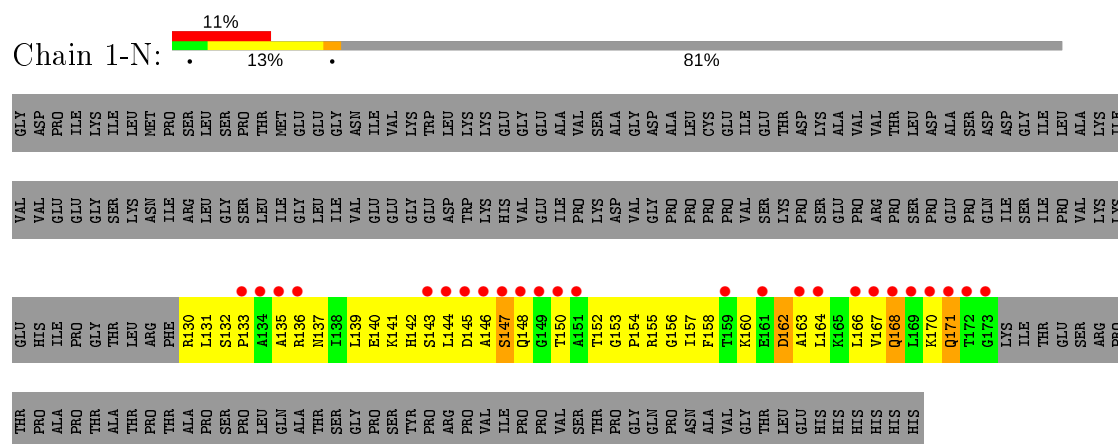 11%
Chain 1-N:
• 13% • 81%
GLY ASP PRO ILE LYS ILE LEU MET PRO SER LEU SER PRO THR MET GLU GLU GLY ASN ILE VAL LYS TRP LEU LYS LYS GLU GLY GLU ALA VAL SER ALA GLY ASP ALA LEU CYS GLU ILE GLU THR ASP LYS ALA VAL VAL THR LEU ASP ALA SER ASP ASP GLY ILE LEU ALA LYS ILE
VAL VAL GLU GLU GLY SER LYS ASN ILE ARG LEU GLY SER LEU ILE GLY LEU ILE VAL GLU GLU GLY GLU ASP TRP LYS HIS VAL GLU ILE PRO LYS ASP VAL GLY PRO PRO PRO PRO VAL SER LYS PRO SER GLU PRO ARG PRO SER PRO GLU PRO GLN ILE SER ILE PRO VAL LYS LYS
GLU HIS ILE PRO GLY THR LEU ARG PHE R130 L131 S132 P133 A134 A135 R136 N137 I138 L139 E140 K141 H142 S143 L144 D145 A146 S147 Q148 G149 T150 A151 T152 G153 P154 R155 G156 I157 F158 T159 K160 E161 D162 A163 L164 K165 L166 V167 Q168 L169 K170 Q171 T172 G173 LYS ILE THR GLU SER ARG PRO
THR PRO ALA PRO THR ALA THR PRO THR ALA PRO SER PRO LEU GLN ALA THR SER GLY PRO SER TYR PRO ARG PRO VAL ILE PRO PRO VAL SER THR PRO GLY GLN PRO ASN ALA VAL GLY THR LEU GLU HIS HIS HIS HIS HIS HIS